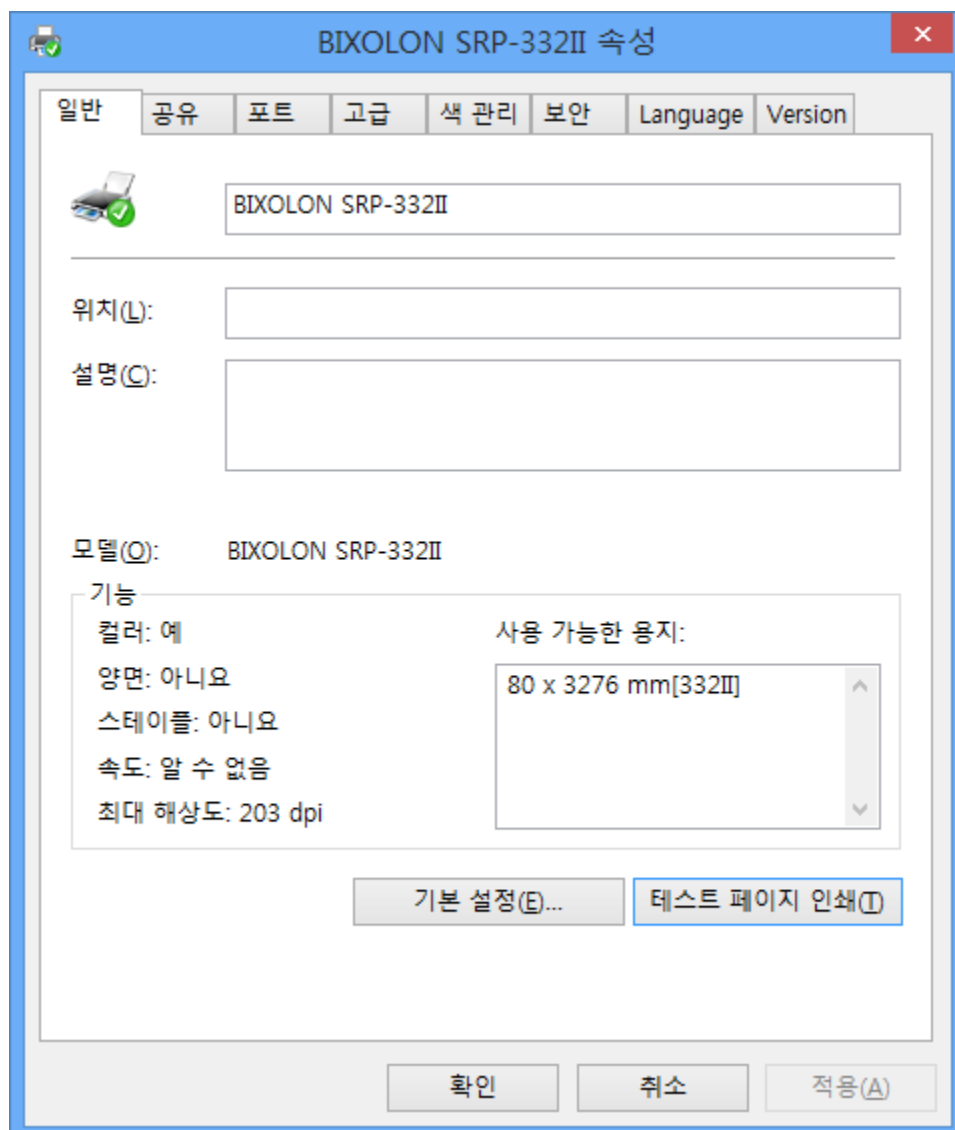 BIXOLON SRP-332II 속성
일반 공유 포트 고급 색 관리 보안 Language Version
BIXOLON SRP-332II
위치(L):
설명(C):
모델(O): BIXOLON SRP-332II
기능
컬러: 예
양면: 아니요
스테이플: 아니요
속도: 알 수 없음
최대 해상도: 203 dpi
사용 가능한 용지:
80 x 3276 mm[332II]
기본 설정(E)... 테스트 페이지 인쇄(T)
확인 취소 적용(A)